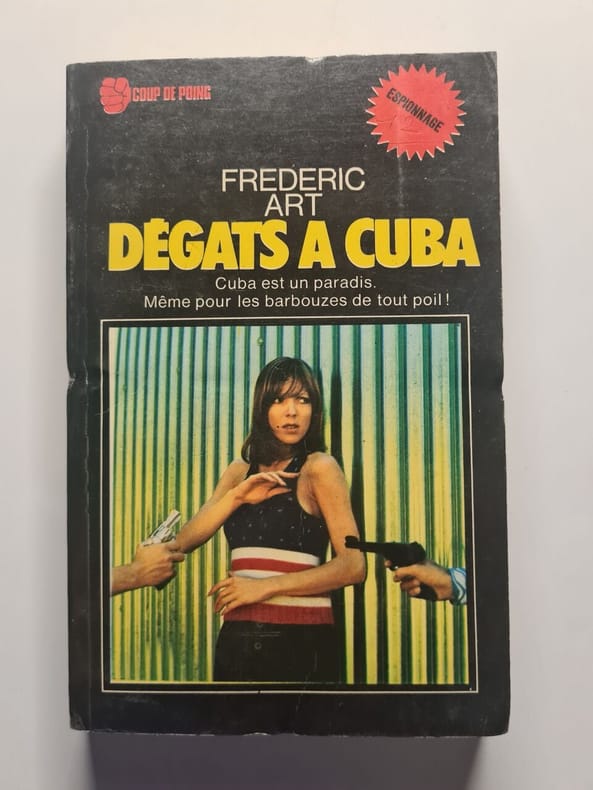 COUP DE POING
ESPIONNAGE
FREDERIC
ART
DÉGATS A CUBA
Cuba est un paradis.
Même pour les barbouzes de tout poil !